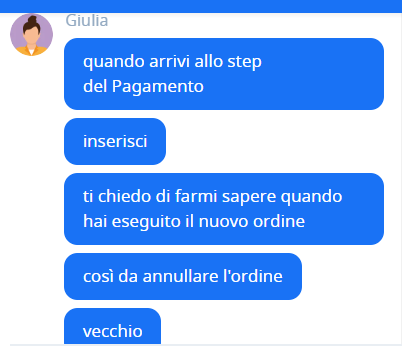 Giulia
quando arrivi allo step
del Pagamento
inserisci
ti chiedo di farmi sapere quando
hai eseguito il nuovo ordine
così da annullare l'ordine
vecchio